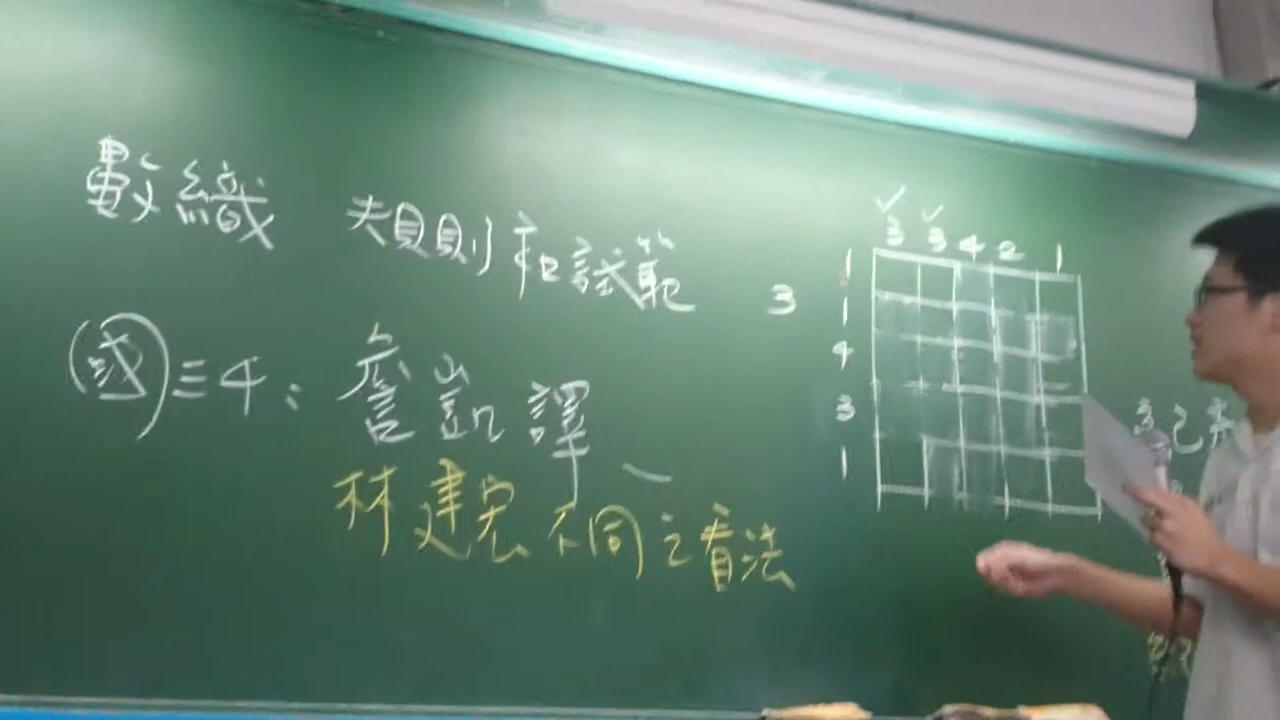 數織 規則和試範
國三4:詹凱譯、
林建宏不同之看法
3 3 4 2 1
1
3 1
4
3
1